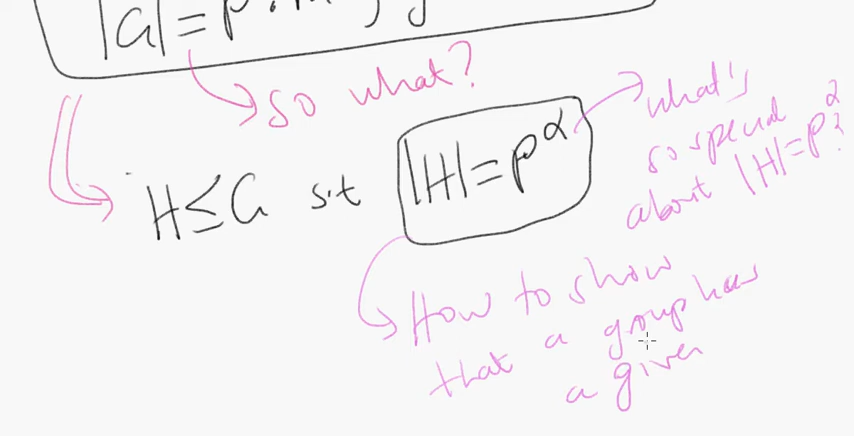 |G|=p
so what?
H≤G s.t |H|=p^α
what's
so special
about |H|=p^α?
How to show
that a group has
a given